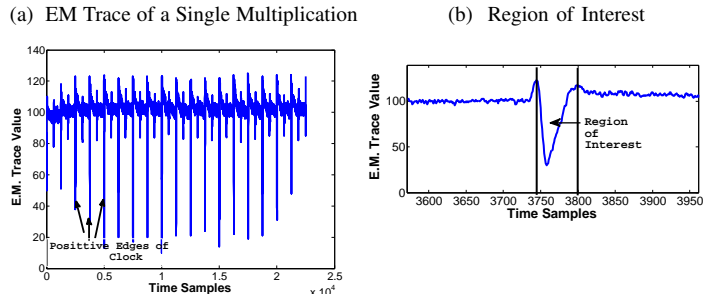 (a) EM Trace of a Single Multiplication
(b) Region of Interest
140
120
100
80
60
40
20
0
E.M. Trace Value
Posittive Edges of
Clock
0
0.5
1
1.5
2
2.5
Time Samples
x 10⁴
100
50
0
E.M. Trace Value
Region
of
Interest
3600
3650
3700
3750
3800
3850
3900
3950
Time Samples